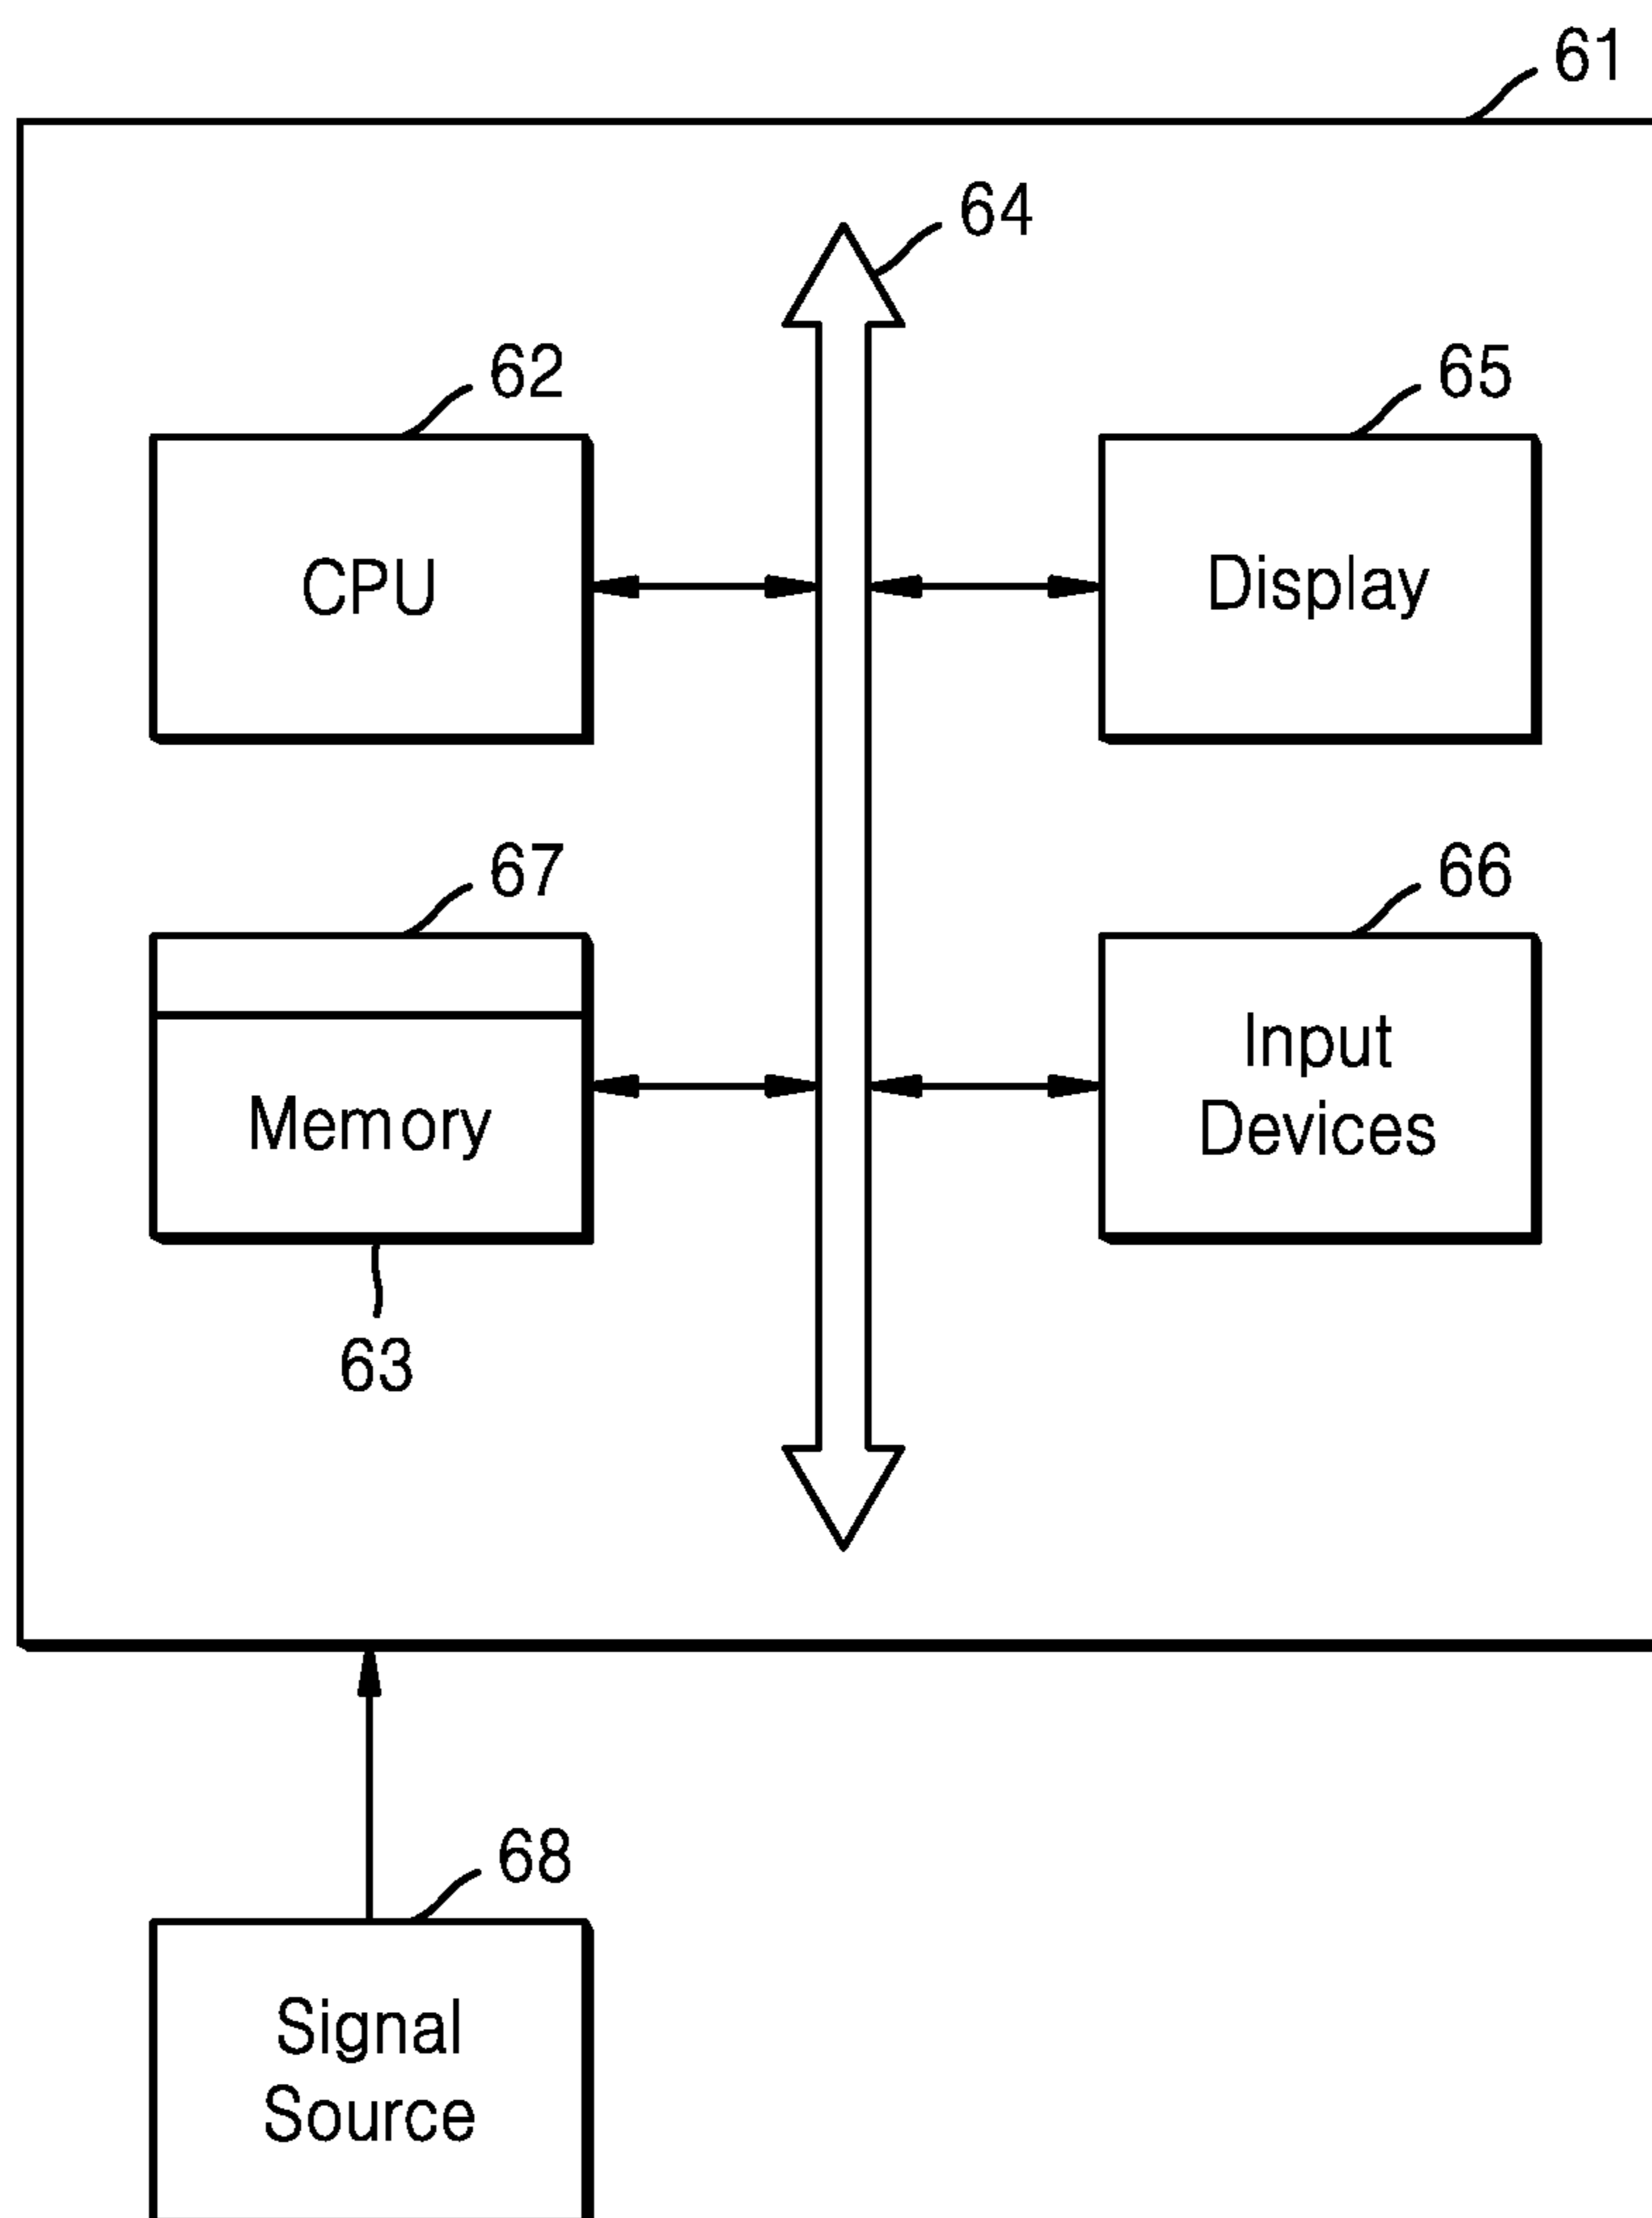 61
64
62
65
CPU
Display
67
66
Memory
Input
Devices
63
68
Signal
Source